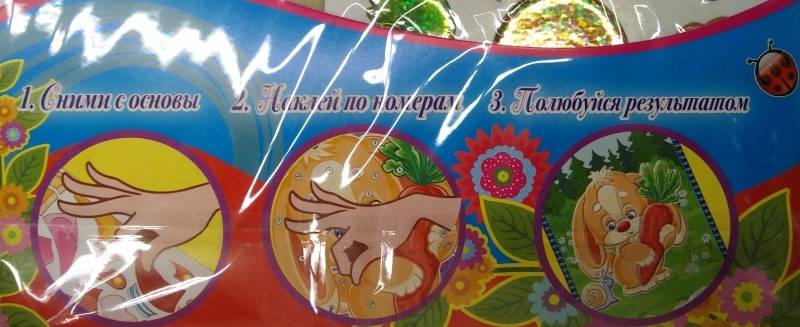 1. Сними с основы
2. Наклей по номерам
3. Полюбуйся результатом